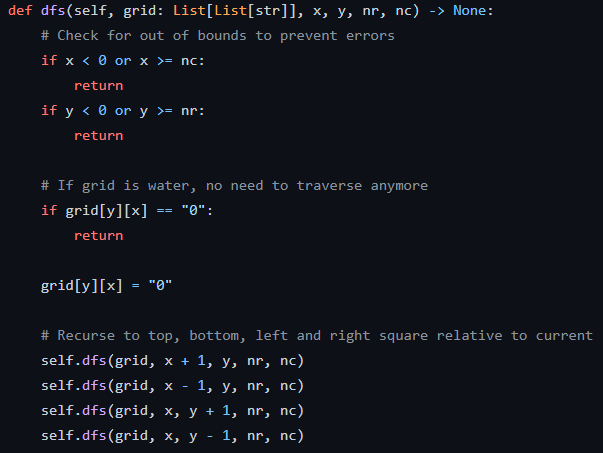 def dfs(self, grid: List[List[str]], x, y, nr, nc) -> None:
    # Check for out of bounds to prevent errors
    if x < 0 or x >= nc:
        return
    if y < 0 or y >= nr:
        return

    # If grid is water, no need to traverse anymore
    if grid[y][x] == "0":
        return

    grid[y][x] = "0"

    # Recurse to top, bottom, left and right square relative to current
    self.dfs(grid, x + 1, y, nr, nc)
    self.dfs(grid, x - 1, y, nr, nc)
    self.dfs(grid, x, y + 1, nr, nc)
    self.dfs(grid, x, y - 1, nr, nc)